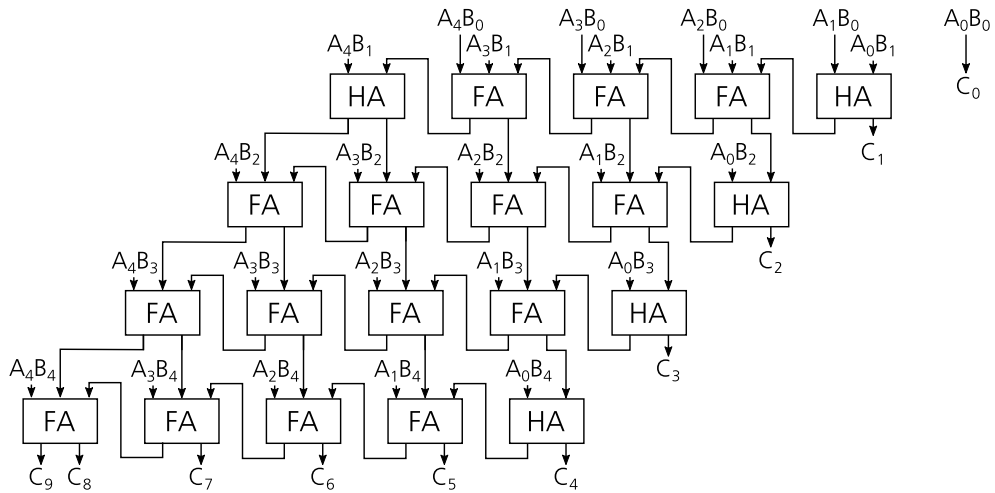 A₄B₀ A₃B₀ A₂B₀ A₁B₀ A₀B₀
A₄B₁ A₃B₁ A₂B₁ A₁B₁ A₀B₁
HA FA FA FA HA C₀
C₁
A₄B₂ A₃B₂ A₂B₂ A₁B₂ A₀B₂
FA FA FA FA HA
C₂
A₄B₃ A₃B₃ A₂B₃ A₁B₃ A₀B₃
FA FA FA FA HA
C₃
A₄B₄ A₃B₄ A₂B₄ A₁B₄ A₀B₄
FA FA FA FA HA
C₉ C₈ C₇ C₆ C₅ C₄